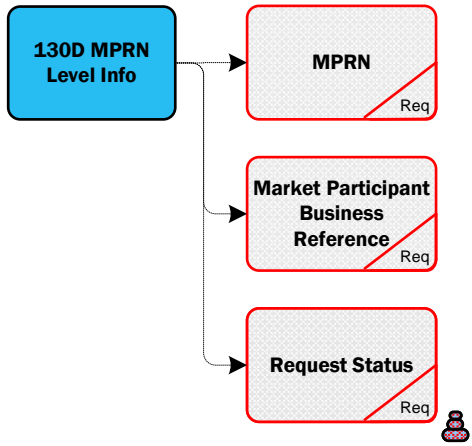 130D MPRN
Level Info
MPRN
Req
Market Participant
Business
Reference
Req
Request Status
Req